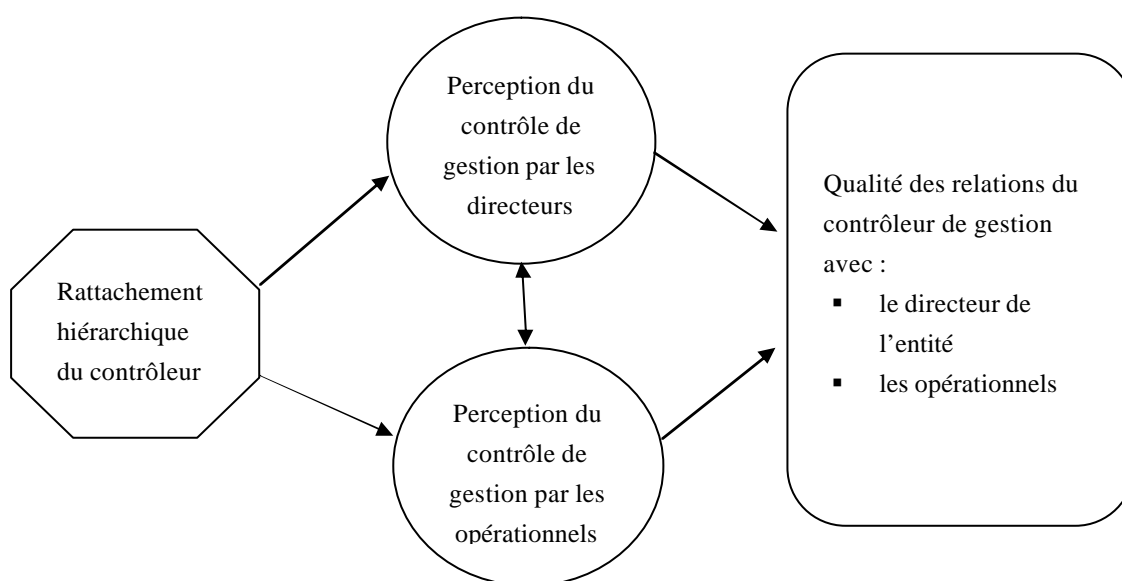 Perception du
contrôle de
gestion par les
directeurs
Rattachement
hiérarchique
du contrôleur
Perception du
contrôle de
gestion par les
opérationnels
Qualité des relations du
contrôleur de gestion
avec :
▪ le directeur de
l’entité
▪ les opérationnels